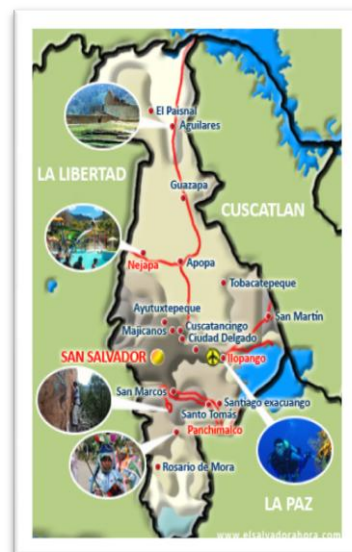 El Paisnal
Aguilares
LA LIBERTAD
Guazapa
CUSCATLAN
Nejapa
Apopa
Tobacatepeque
Ayutuxtepeque
San Martín
Majicanos
Cuscatancingo
Ciudad Delgado
SAN SALVADOR
Ilopango
San Marcos
Santiago exacuango
Santo Tomás
Panchimalco
Rosario de Mora
LA PAZ
www.elsalvadorahora.com